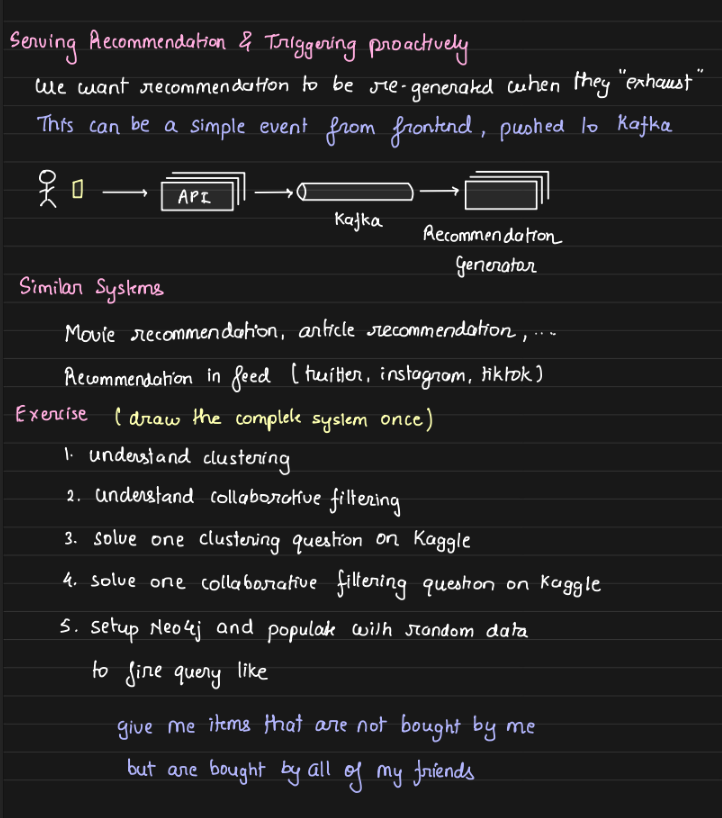 Serving Recommendation & Triggering proactively
We want recommendation to be re-generated when they "exhaust"
This can be a simple event from frontend, pushed to Kafka
API
Kafka
Recommendation
Generator
Similar Systems
Movie recommendation, article recommendation, ...
Recommendation in feed (twitter, instagram, tiktok)
Exercise (draw the complete system once)
1. understand clustering
2. understand collaborative filtering
3. solve one clustering question on Kaggle
4. solve one collaborative filtering question on Kaggle
5. setup Neo4j and populate with random data
to fire query like
give me items that are not bought by me
but are bought by all of my friends